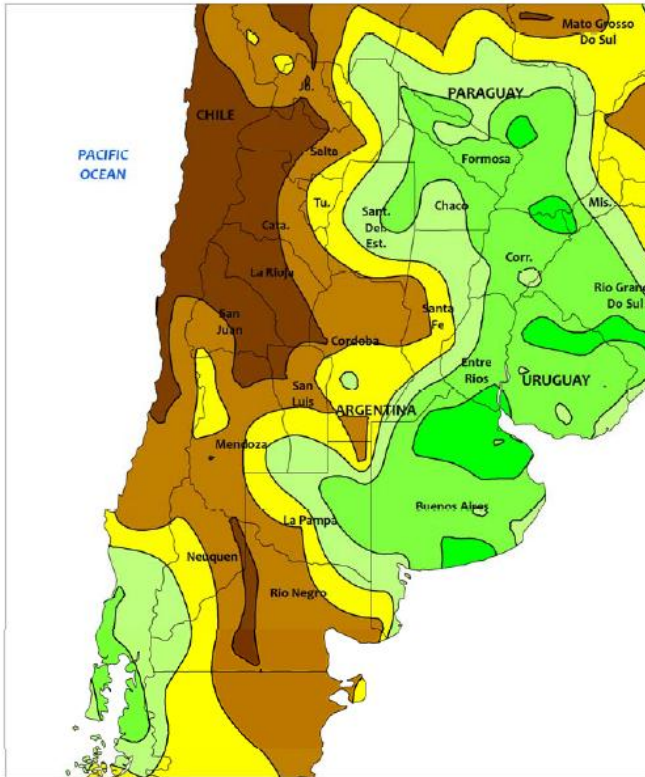 Mato Grosso
Do Sul
Ju.
PARAGUAY
CHILE
PACIFIC
OCEAN
Salta
Formosa
Tu.
Sant.
Del
Est.
Chaco
Mis.
Cata.
Corr.
La Rioja
Rio Grand
Do Sul
San
Juan
Santa
Fe
Cordoba
Entre
Rios
URUGUAY
San
Luis
ARGENTINA
Mendoza
La Pampa
Buenos Aires
Neuquen
Rio Negro